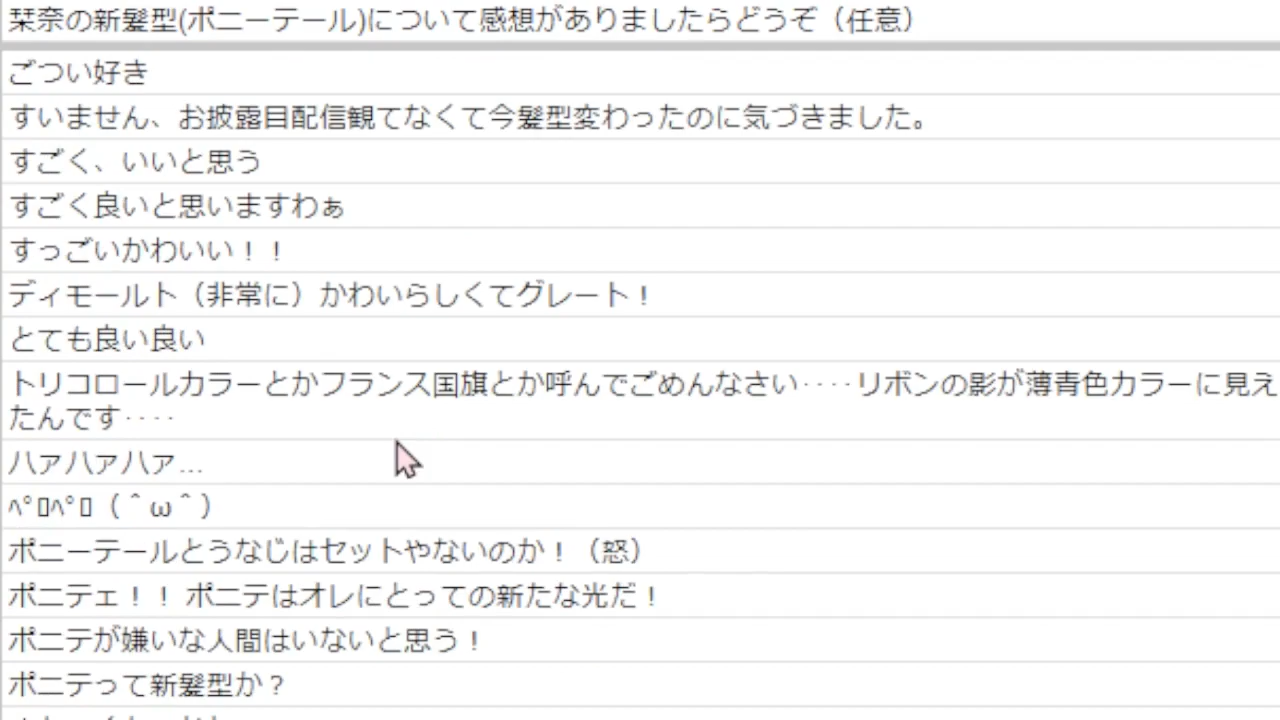 栞奈の新髪型(ポニーテール)について感想がありましたらどうぞ（任意）
ごつい好き
すいません、お披露目配信観てなくて今髪型変わったのに気づきました。
すごく、いいと思う
すごく良いと思いますわぁ
すっごいかわいい！！
ディモールト（非常に）かわいらしくてグレート！
とても良い良い
トリコロールカラーとかフランス国旗とか呼んでごめんなさい‥‥リボンの影が薄青色カラーに見え
たんです‥‥
ハァハァハァ…
ﾍﾟ ﾍﾟ （＾ω＾）
ポニーテールとうなじはセットやないのか！（怒）
ポニテェ！！ ポニテはオレにとっての新たな光だ！
ポニテが嫌いな人間はいないと思う！
ポニテって新髪型か？